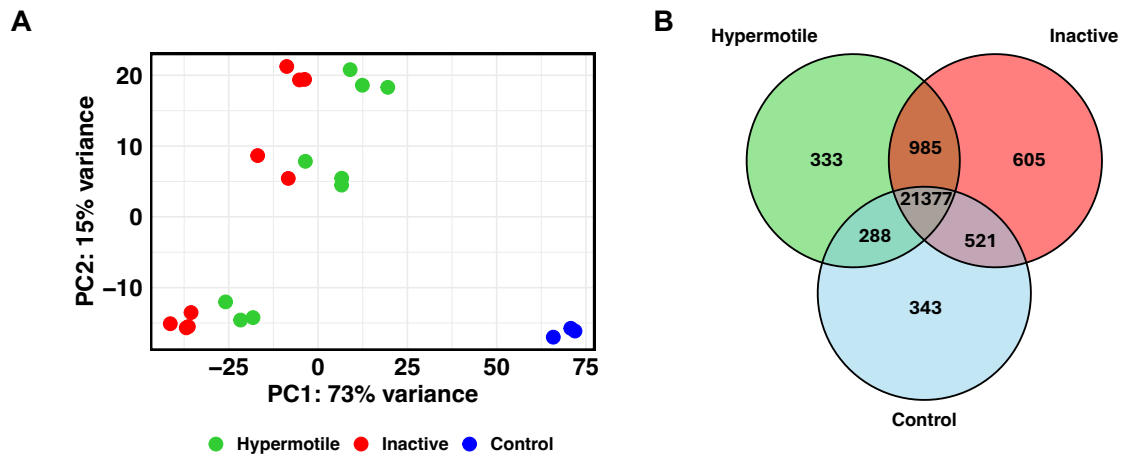 A
PC2: 15% variance
20
10
0
−10
−25 0 25 50 75
PC1: 73% variance
Hypermotile Inactive Control
B
Hypermotile Inactive
333 985 605
21377
288 521
343
Control